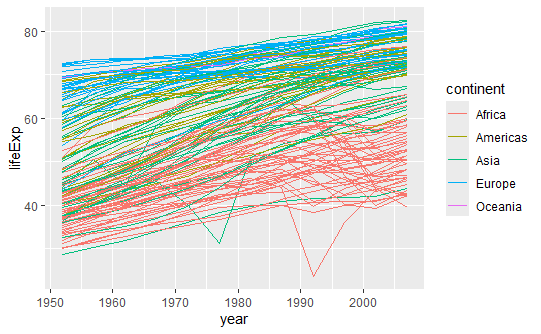 80
60
40
lifeExp
1950
1960
1970
1980
1990
2000
year
continent
Africa
Americas
Asia
Europe
Oceania